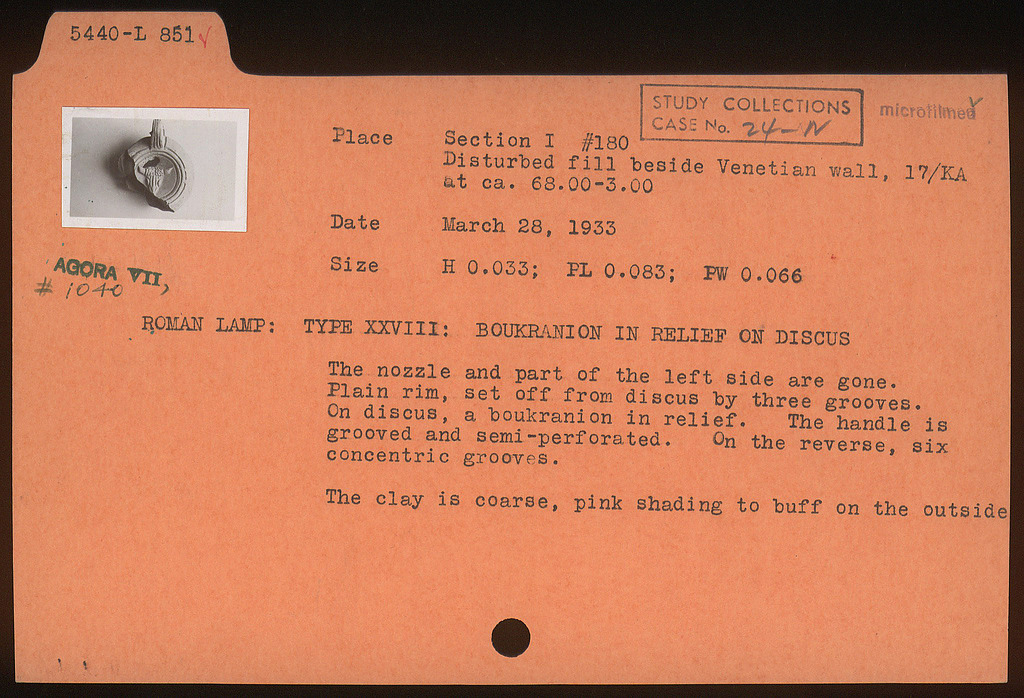 5440-L 851 ✓
STUDY COLLECTIONS
CASE No. 24-IV
microfilmed ✓
Place Section I #180
Disturbed fill beside Venetian wall, 17/KA
at ca. 68.00-3.00
Date March 28, 1933
Size H 0.033; PL 0.083; PW 0.066
AGORA VII,
# 1040
ROMAN LAMP: TYPE XXVIII: BOUKRANION IN RELIEF ON DISCUS
The nozzle and part of the left side are gone.
Plain rim, set off from discus by three grooves.
On discus, a boukranion in relief. The handle is
grooved and semi-perforated. On the reverse, six
concentric grooves.
The clay is coarse, pink shading to buff on the outside